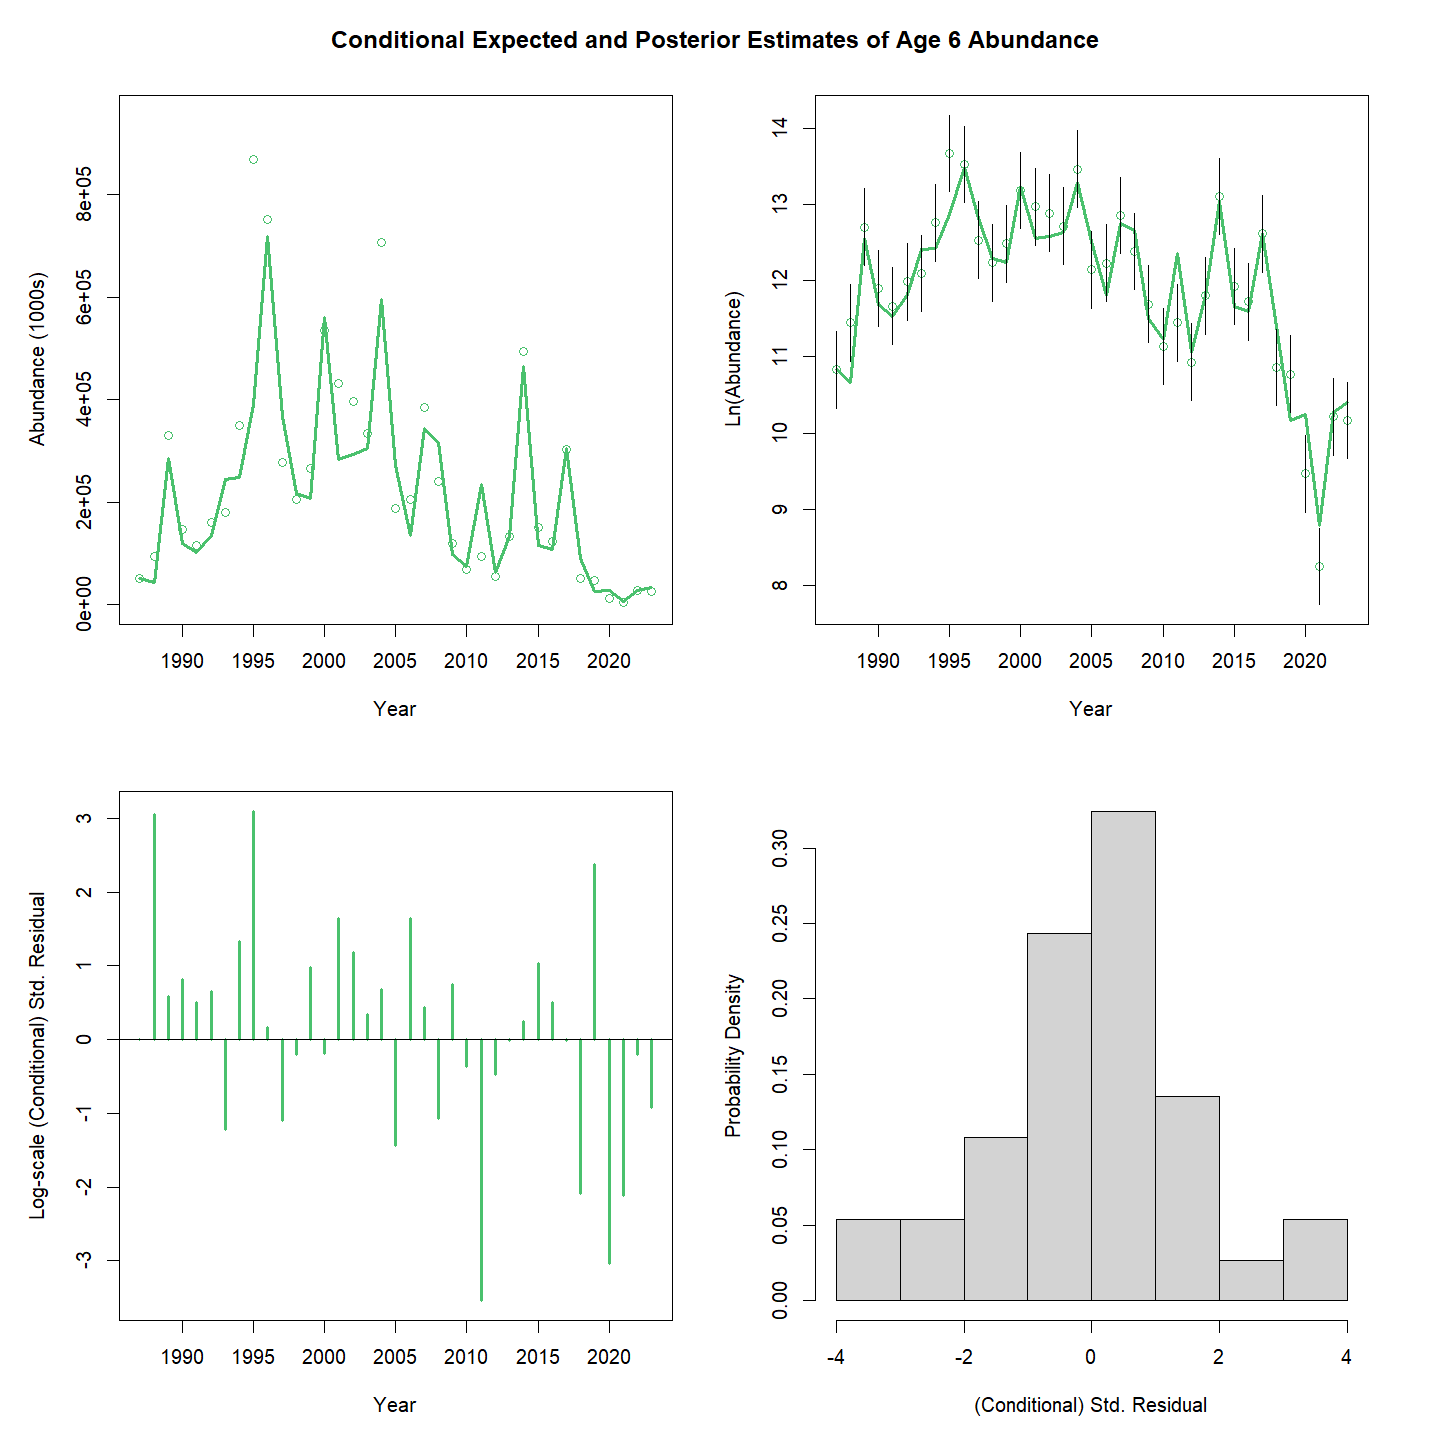 Conditional Expected and Posterior Estimates of Age 6 Abundance
Abundance (1000s)
0e+00 2e+05 4e+05 6e+05 8e+05
1990 1995 2000 2005 2010 2015 2020
Year
Ln(Abundance)
8 9 10 11 12 13 14
1990 1995 2000 2005 2010 2015 2020
Year
Log-scale (Conditional) Std. Residual
-3 -2 -1 0 1 2 3
1990 1995 2000 2005 2010 2015 2020
Year
Probability Density
0.00 0.05 0.10 0.15 0.20 0.25 0.30
-4 -2 0 2 4
(Conditional) Std. Residual